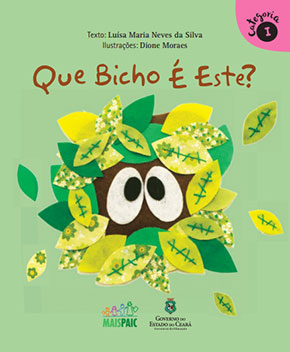 Texto: Luísa Maria Neves da Silva
Ilustrações: Dione Moraes
Categoria
1
Que Bicho É Este?
MAISPAIC
GOVERNO DO
ESTADO DO CEARÁ